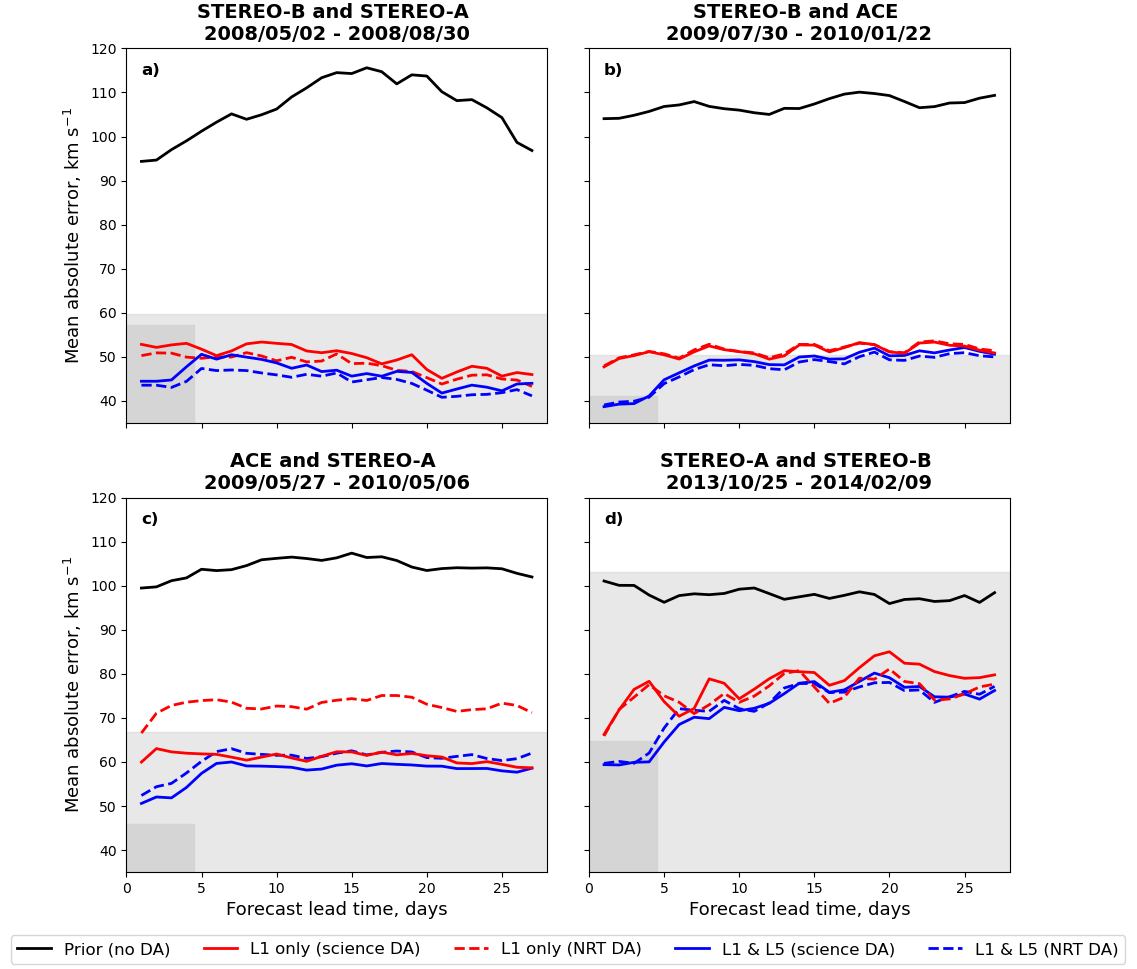 STEREO-B and STEREO-A
2008/05/02 - 2008/08/30
STEREO-B and ACE
2009/07/30 - 2010/01/22
a)
b)
120
110
100
90
80
70
60
50
40
Mean absolute error, km s⁻¹
ACE and STEREO-A
2009/05/27 - 2010/05/06
STEREO-A and STEREO-B
2013/10/25 - 2014/02/09
c)
d)
120
110
100
90
80
70
60
50
40
Mean absolute error, km s⁻¹
0 5 10 15 20 25
0 5 10 15 20 25
Forecast lead time, days
Forecast lead time, days
Prior (no DA) L1 only (science DA) L1 only (NRT DA) L1 & L5 (science DA) L1 & L5 (NRT DA)